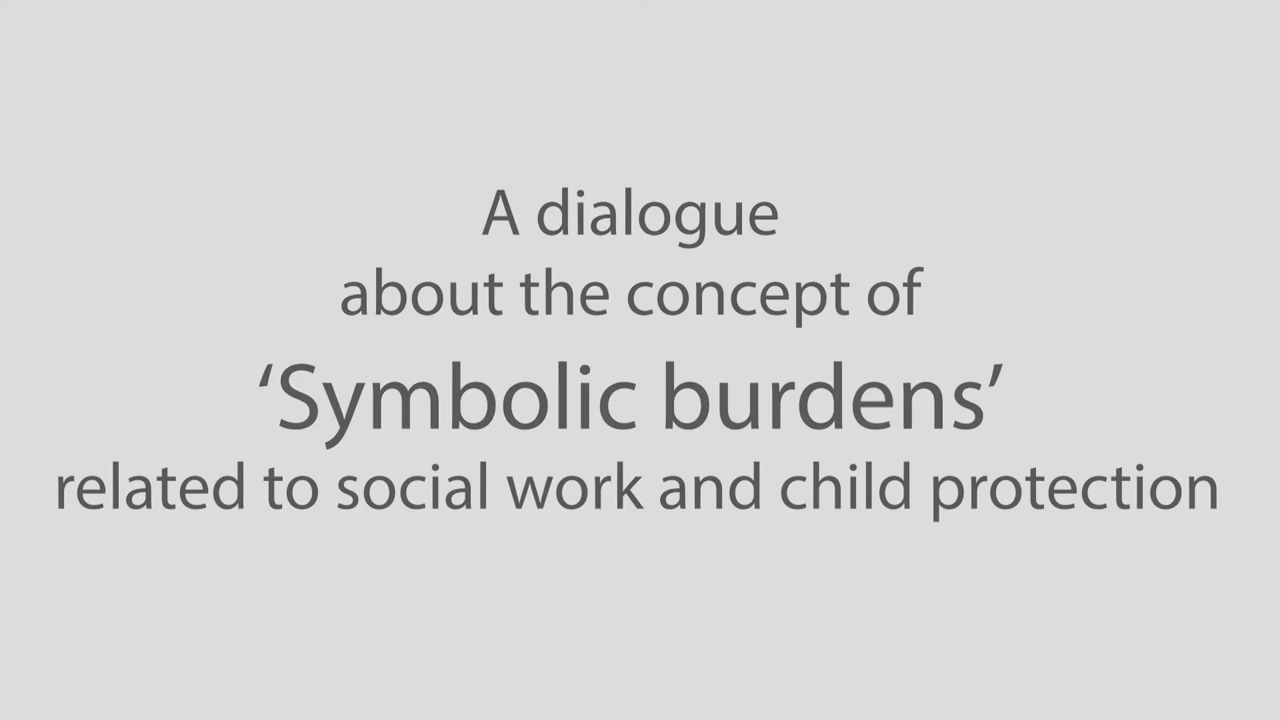 A dialogue
about the concept of
‘Symbolic burdens’
related to social work and child protection